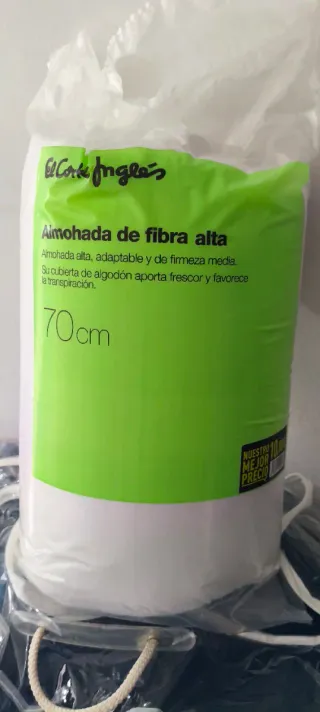 El Corte Inglés
Almohada de fibra alta
Almohada alta, adaptable y de firmeza media.
Su cubierta de algodón aporta frescor y favorece
la transpiración.
70cm
NUESTRO
MEJOR
PRECIO